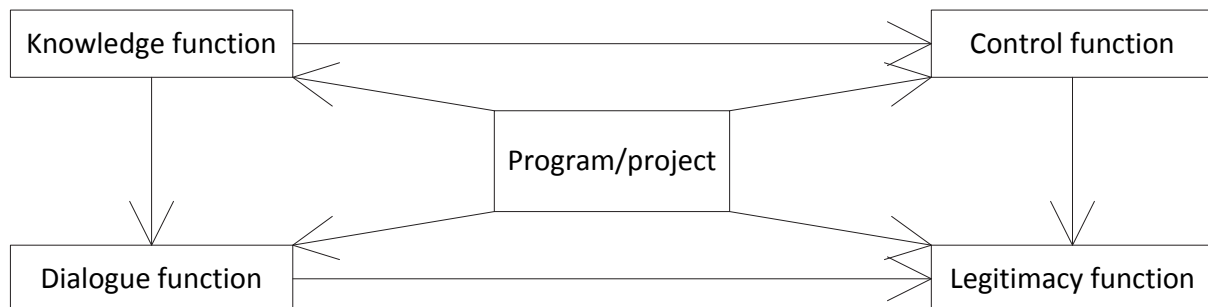 Knowledge function
Control function
Program/project
Dialogue function
Legitimacy function